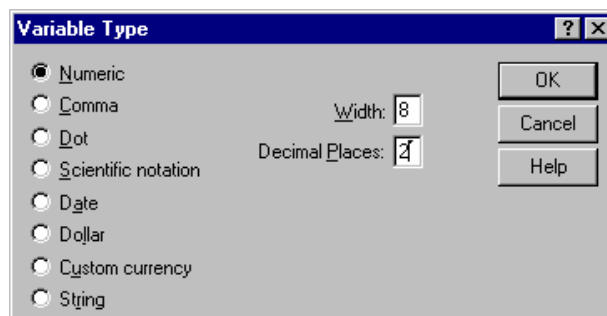 Variable Type
Numeric
Comma
Dot
Scientific notation
Date
Dollar
Custom currency
String
Width: 8
Decimal Places: 2
OK
Cancel
Help